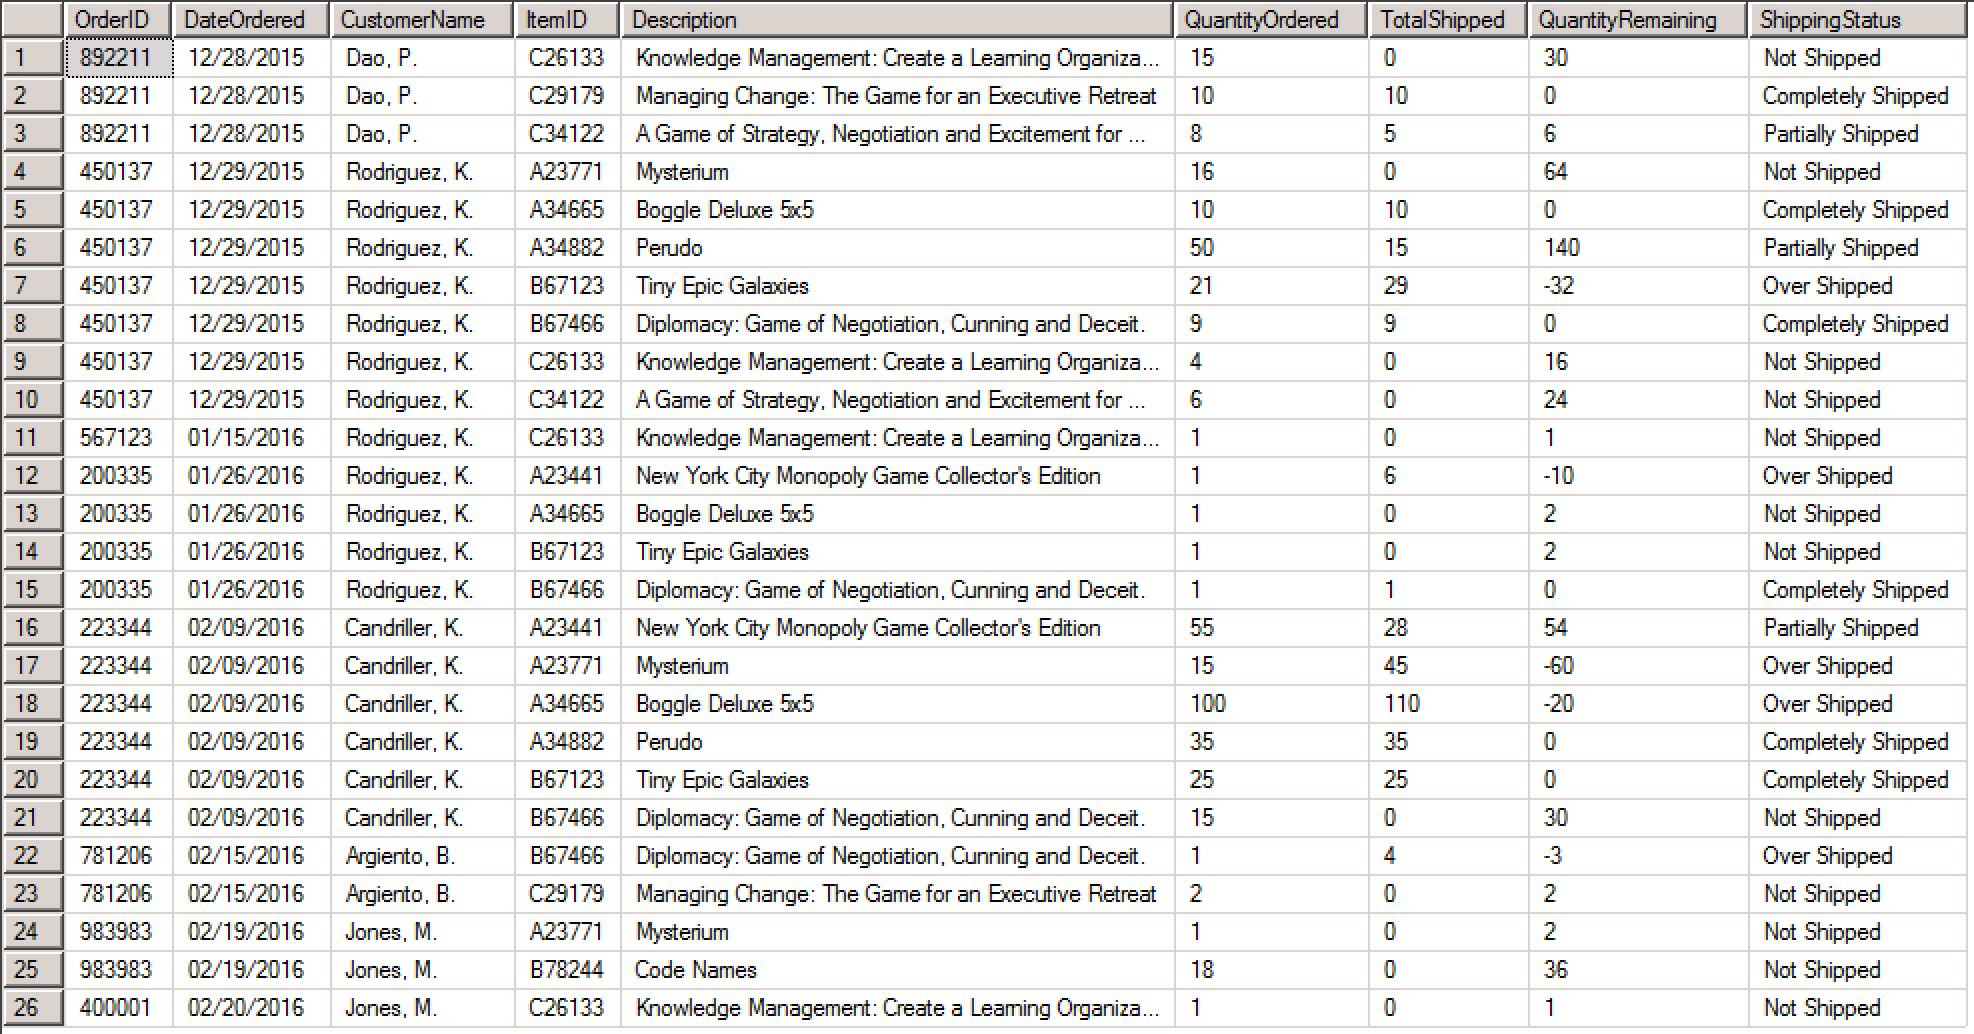 OrderID DateOrdered CustomerName ItemID Description QuantityOrdered TotalShipped QuantityRemaining ShippingStatus
1 892211 12/28/2015 Dao, P. C26133 Knowledge Management: Create a Learning Organiza... 15 0 30 Not Shipped
2 892211 12/28/2015 Dao, P. C29179 Managing Change: The Game for an Executive Retreat 10 10 0 Completely Shipped
3 892211 12/28/2015 Dao, P. C34122 A Game of Strategy, Negotiation and Excitement for ... 8 5 6 Partially Shipped
4 450137 12/29/2015 Rodriguez, K. A23771 Mysterium 16 0 64 Not Shipped
5 450137 12/29/2015 Rodriguez, K. A34665 Boggle Deluxe 5x5 10 10 0 Completely Shipped
6 450137 12/29/2015 Rodriguez, K. A34882 Perudo 50 15 140 Partially Shipped
7 450137 12/29/2015 Rodriguez, K. B67123 Tiny Epic Galaxies 21 29 -32 Over Shipped
8 450137 12/29/2015 Rodriguez, K. B67466 Diplomacy: Game of Negotiation, Cunning and Deceit. 9 9 0 Completely Shipped
9 450137 12/29/2015 Rodriguez, K. C26133 Knowledge Management: Create a Learning Organiza... 4 0 16 Not Shipped
10 450137 12/29/2015 Rodriguez, K. C34122 A Game of Strategy, Negotiation and Excitement for ... 6 0 24 Not Shipped
11 567123 01/15/2016 Rodriguez, K. C26133 Knowledge Management: Create a Learning Organiza... 1 0 1 Not Shipped
12 200335 01/26/2016 Rodriguez, K. A23441 New York City Monopoly Game Collector's Edition 1 6 -10 Over Shipped
13 200335 01/26/2016 Rodriguez, K. A34665 Boggle Deluxe 5x5 1 0 2 Not Shipped
14 200335 01/26/2016 Rodriguez, K. B67123 Tiny Epic Galaxies 1 0 2 Not Shipped
15 200335 01/26/2016 Rodriguez, K. B67466 Diplomacy: Game of Negotiation, Cunning and Deceit. 1 1 0 Completely Shipped
16 223344 02/09/2016 Candriller, K. A23441 New York City Monopoly Game Collector's Edition 55 28 54 Partially Shipped
17 223344 02/09/2016 Candriller, K. A23771 Mysterium 15 45 -60 Over Shipped
18 223344 02/09/2016 Candriller, K. A34665 Boggle Deluxe 5x5 100 110 -20 Over Shipped
19 223344 02/09/2016 Candriller, K. A34882 Perudo 35 35 0 Completely Shipped
20 223344 02/09/2016 Candriller, K. B67123 Tiny Epic Galaxies 25 25 0 Completely Shipped
21 223344 02/09/2016 Candriller, K. B67466 Diplomacy: Game of Negotiation, Cunning and Deceit. 15 0 30 Not Shipped
22 781206 02/15/2016 Argiento, B. B67466 Diplomacy: Game of Negotiation, Cunning and Deceit. 1 4 -3 Over Shipped
23 781206 02/15/2016 Argiento, B. C29179 Managing Change: The Game for an Executive Retreat 2 0 2 Not Shipped
24 983983 02/19/2016 Jones, M. A23771 Mysterium 1 0 2 Not Shipped
25 983983 02/19/2016 Jones, M. B78244 Code Names 18 0 36 Not Shipped
26 400001 02/20/2016 Jones, M. C26133 Knowledge Management: Create a Learning Organiza... 1 0 1 Not Shipped